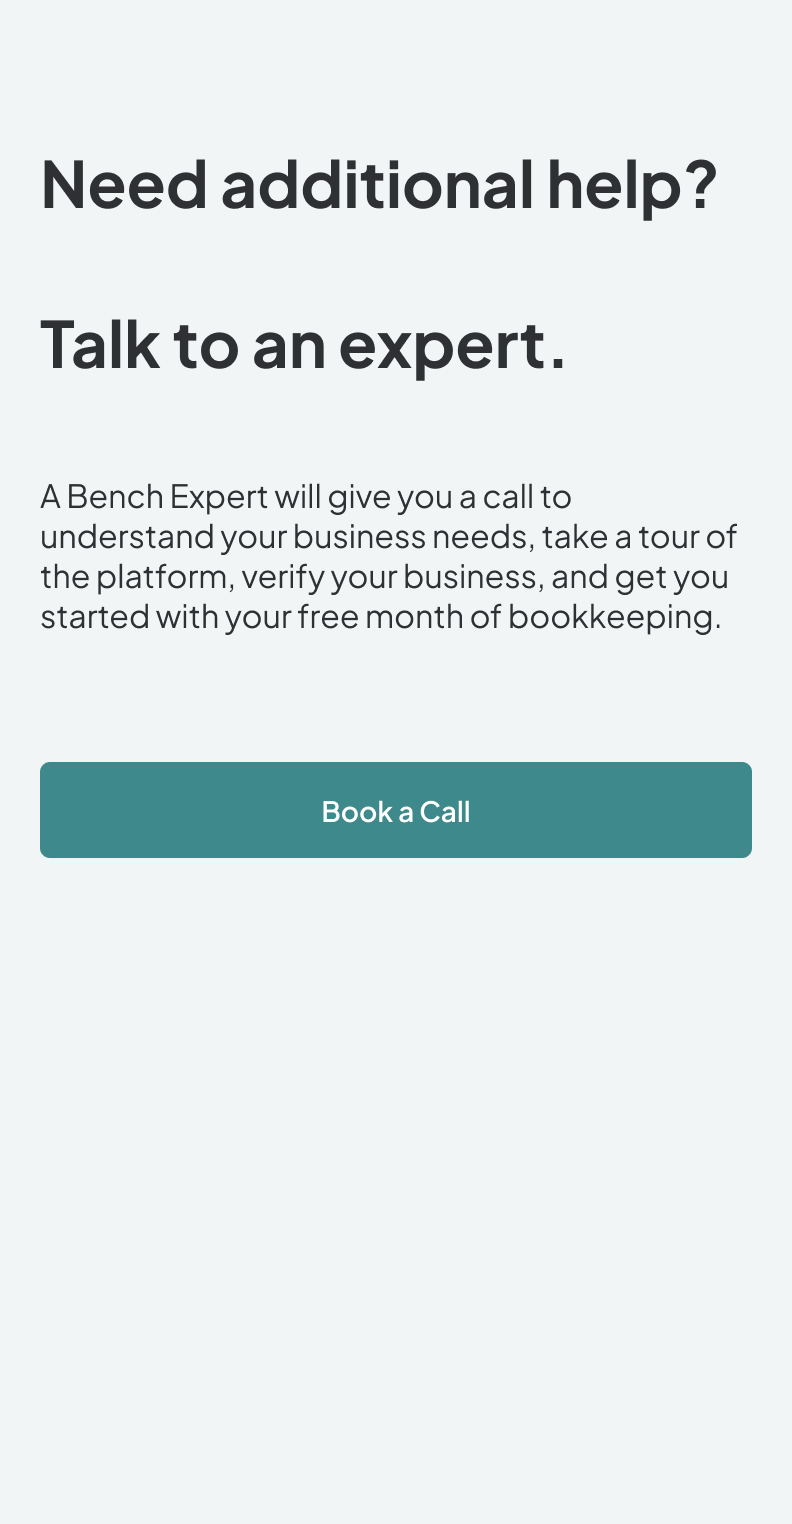 Need additional help?
Talk to an expert.
A Bench Expert will give you a call to
understand your business needs, take a tour of
the platform, verify your business, and get you
started with your free month of bookkeeping.
Book a Call